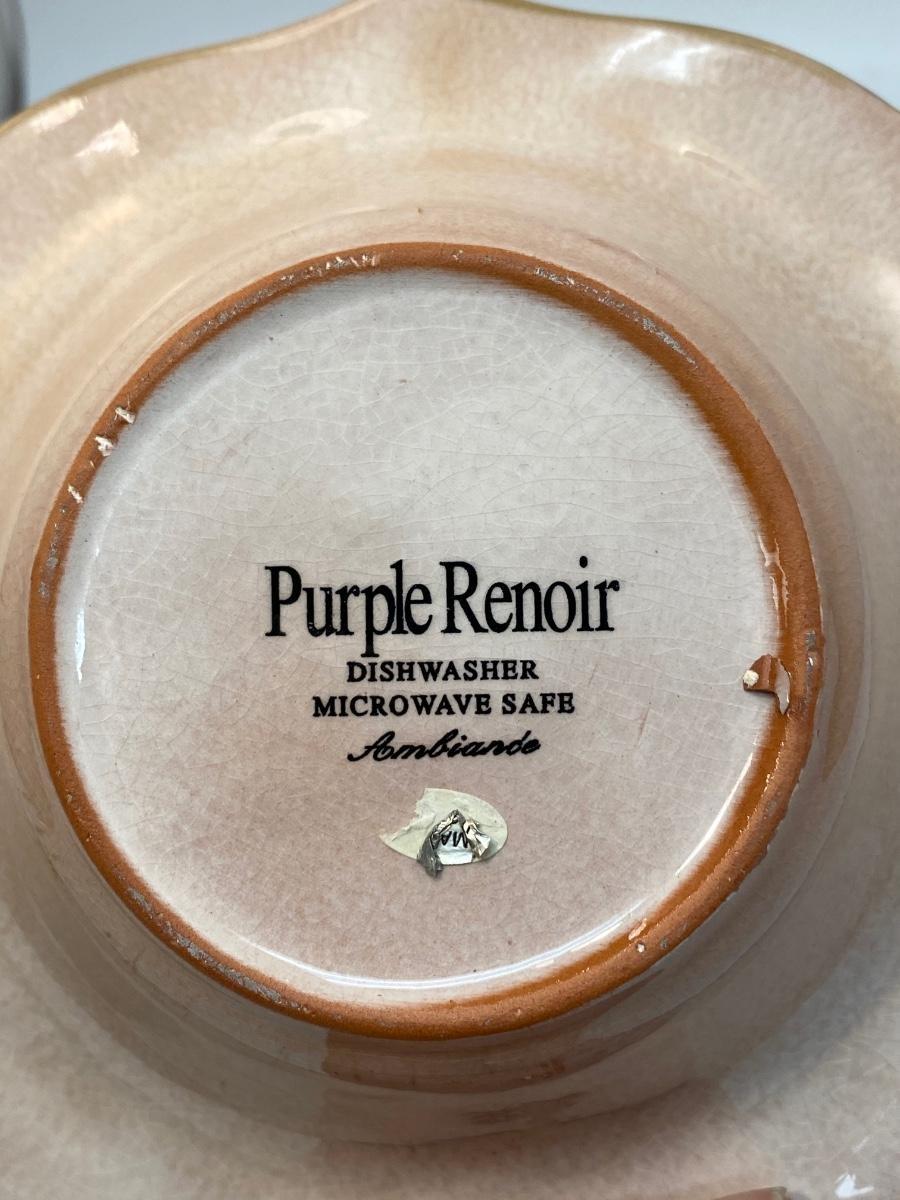 Purple Renoir
DISHWASHER
MICROWAVE SAFE
Ambiance